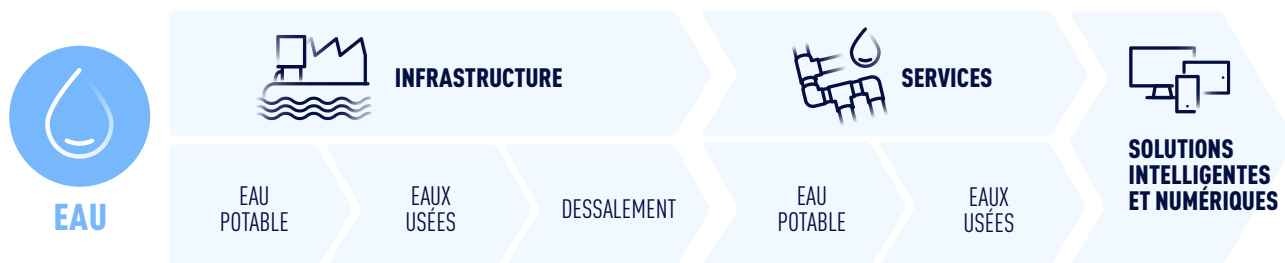 EAU
INFRASTRUCTURE
EAU
POTABLE
EAUX
USÉES
DESSALEMENT
SERVICES
EAU
POTABLE
EAUX
USÉES
SOLUTIONS
INTELLIGENTES
ET NUMÉRIQUES